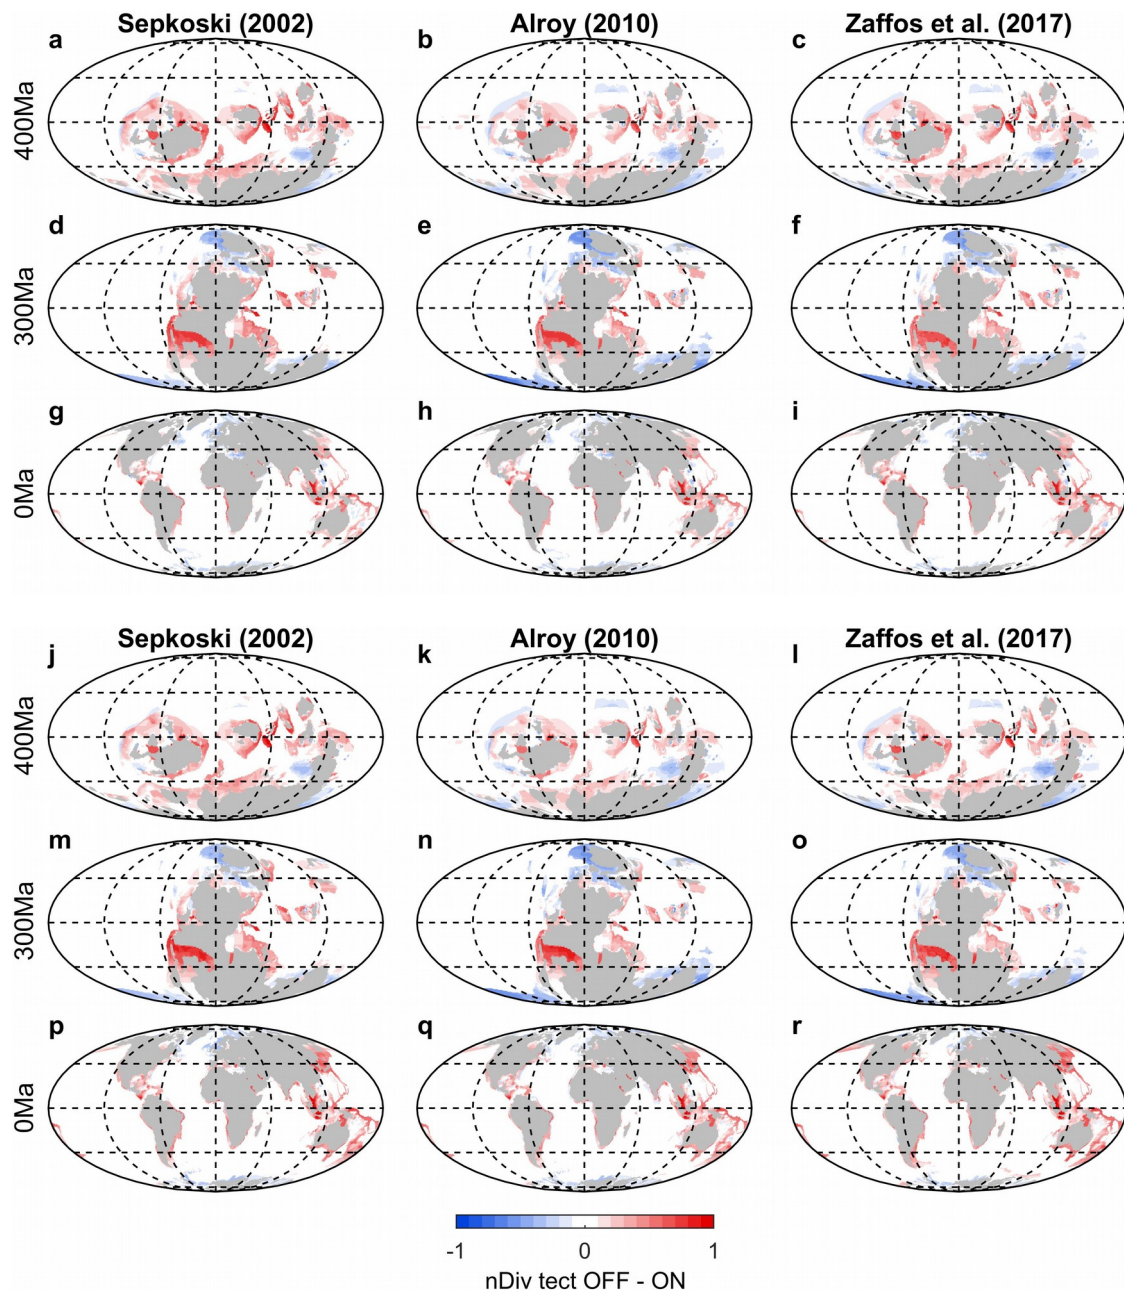 Sepkoski (2002) Alroy (2010) Zaffos et al. (2017)
a b c
400Ma
d e f
300Ma
g h i
0Ma
Sepkoski (2002) Alroy (2010) Zaffos et al. (2017)
j k l
400Ma
m n o
300Ma
p q r
0Ma
-1 0 1
nDiv tect OFF - ON